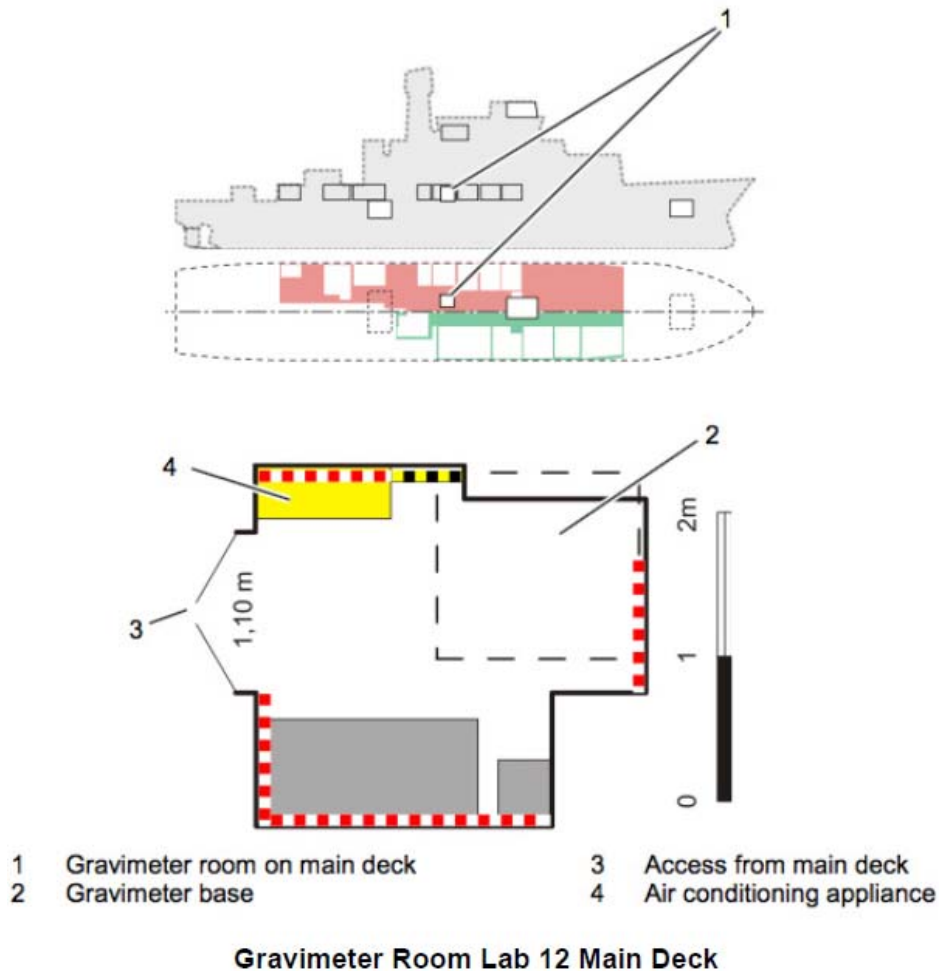 1
2
4
3
1,10 m
2m
1
0
1 Gravimeter room on main deck
2 Gravimeter base
3 Access from main deck
4 Air conditioning appliance
Gravimeter Room Lab 12 Main Deck